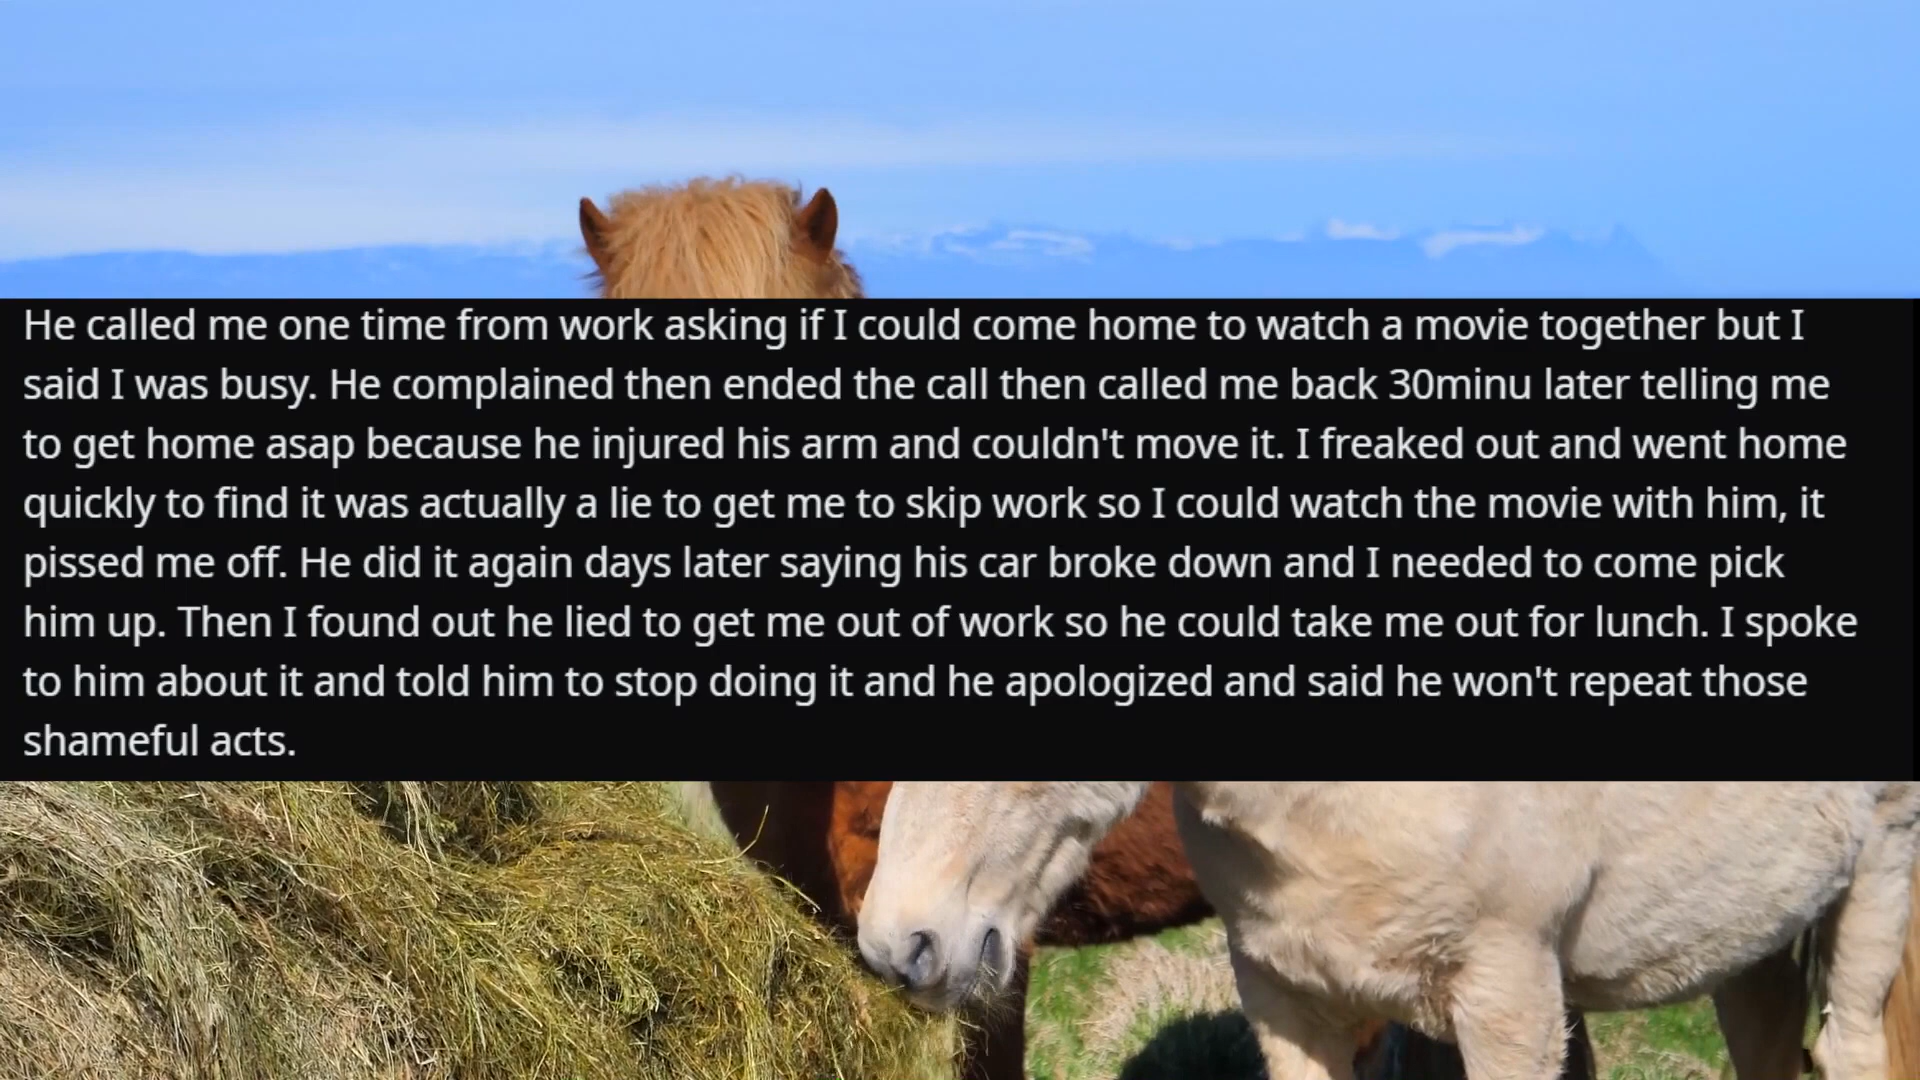 He called me one time from work asking if I could come home to watch a movie together but I
said I was busy. He complained then ended the call then called me back 30minu later telling me
to get home asap because he injured his arm and couldn't move it. I freaked out and went home
quickly to find it was actually a lie to get me to skip work so I could watch the movie with him, it
pissed me off. He did it again days later saying his car broke down and I needed to come pick
him up. Then I found out he lied to get me out of work so he could take me out for lunch. I spoke
to him about it and told him to stop doing it and he apologized and said he won't repeat those
shameful acts.